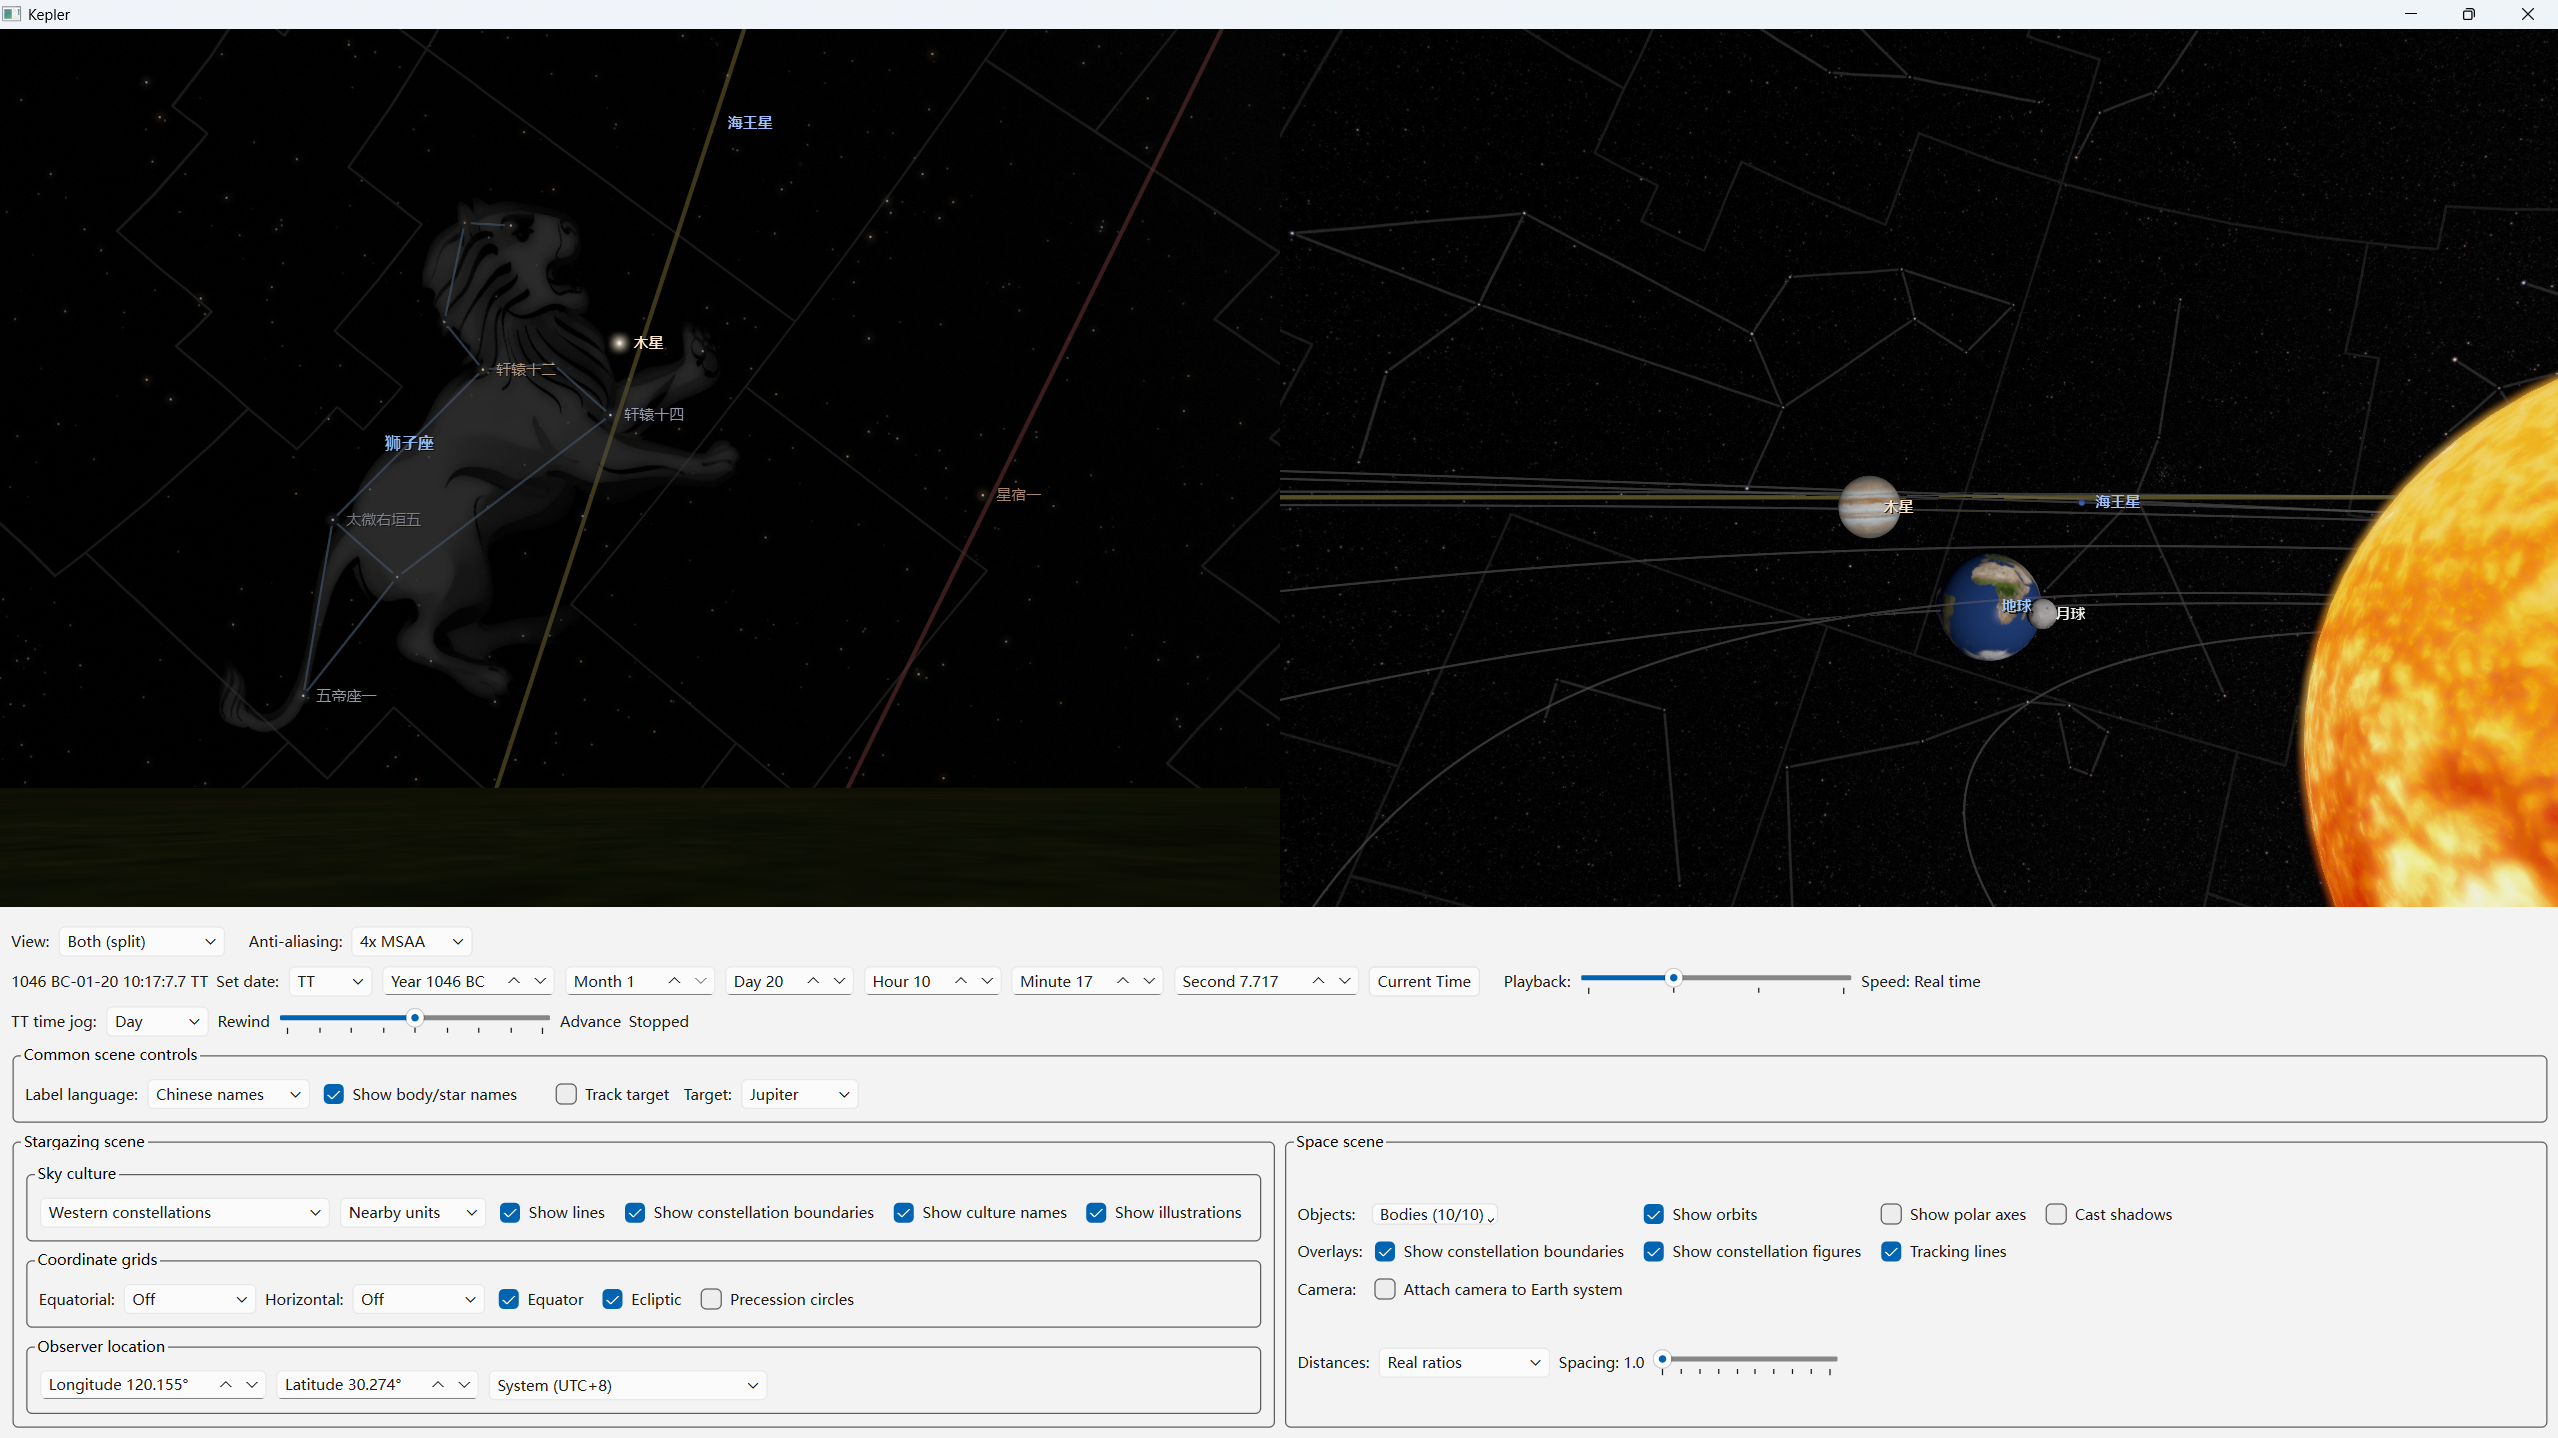 Kepler
海王星
木星
轩辕十二
轩辕十四
狮子座
星宿一
太微右垣五
五帝座一
木星
海王星
地球
月球
View: Both (split) Anti-aliasing: 4x MSAA
1046 BC-01-20 10:17:7.7 TT Set date: TT Year 1046 BC Month 1 Day 20 Hour 10 Minute 17 Second 7.717 Current Time Playback: Speed: Real time
TT time jog: Day Rewind Advance Stopped
Common scene controls
Label language: Chinese names Show body/star names Track target Target: Jupiter
Stargazing scene
Sky culture
Western constellations Nearby units Show lines Show constellation boundaries Show culture names Show illustrations
Coordinate grids
Equatorial: Off Horizontal: Off Equator Ecliptic Precession circles
Observer location
Longitude 120.155° Latitude 30.274° System (UTC+8)
Space scene
Objects: Bodies (10/10) Show orbits Show polar axes Cast shadows
Overlays: Show constellation boundaries Show constellation figures Tracking lines
Camera: Attach camera to Earth system
Distances: Real ratios Spacing: 1.0